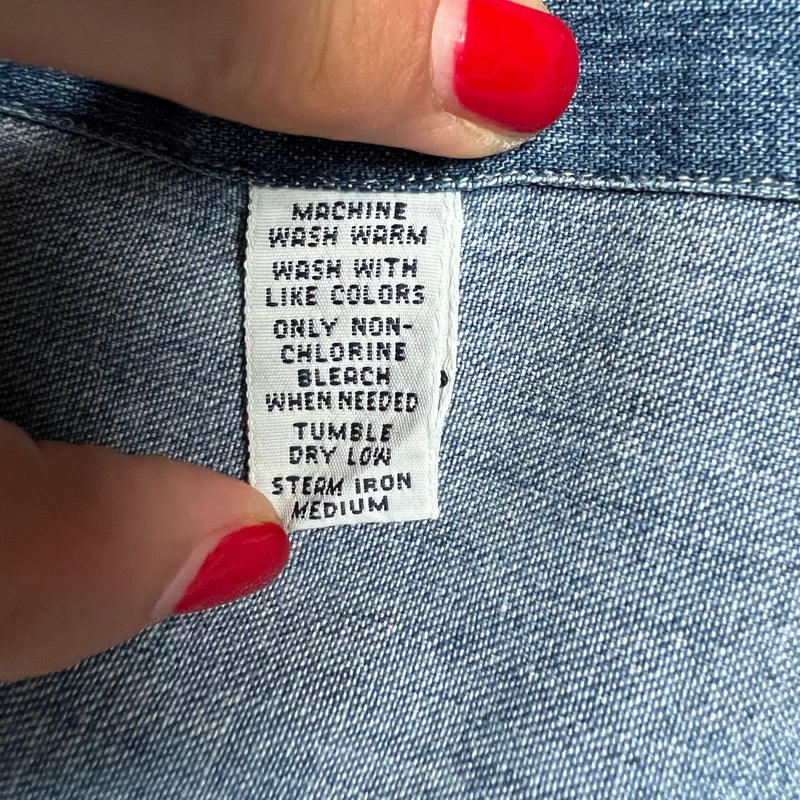 MACHINE
WASH WARM
WASH WITH
LIKE COLORS
ONLY NON-
CHLORINE
BLEACH
WHEN NEEDED
TUMBLE
DRY LOW
STEAM IRON
MEDIUM